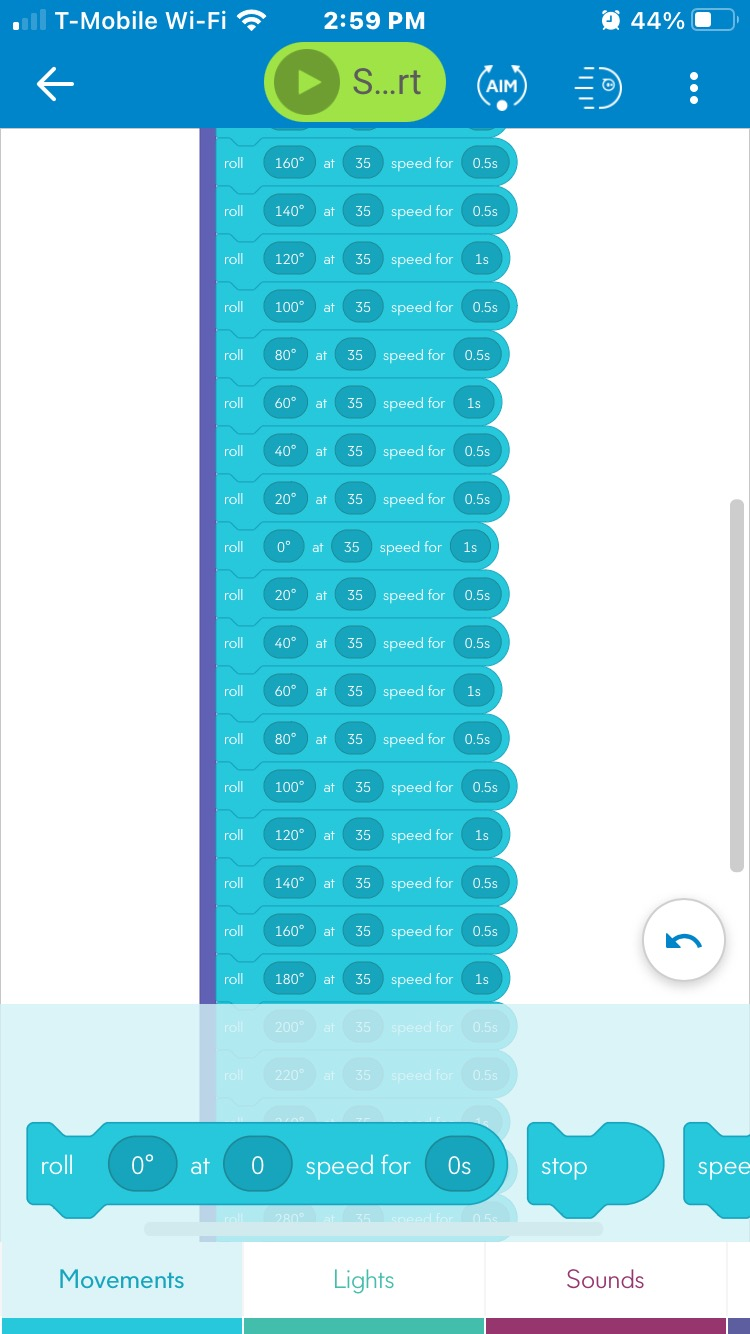 T-Mobile Wi-Fi 2:59 PM 44%
S...rt AIM
roll 160° at 35 speed for 0.5s
roll 140° at 35 speed for 0.5s
roll 120° at 35 speed for 1s
roll 100° at 35 speed for 0.5s
roll 80° at 35 speed for 0.5s
roll 60° at 35 speed for 1s
roll 40° at 35 speed for 0.5s
roll 20° at 35 speed for 0.5s
roll 0° at 35 speed for 1s
roll 20° at 35 speed for 0.5s
roll 40° at 35 speed for 0.5s
roll 60° at 35 speed for 1s
roll 80° at 35 speed for 0.5s
roll 100° at 35 speed for 0.5s
roll 120° at 35 speed for 1s
roll 140° at 35 speed for 0.5s
roll 160° at 35 speed for 0.5s
roll 180° at 35 speed for 1s
roll 200° at 35 speed for 0.5s
roll 220° at 35 speed for 0.5s
roll 0° at 0 speed for 0s stop spee
roll 280° at 35 speed for 0.5s
Movements Lights Sounds